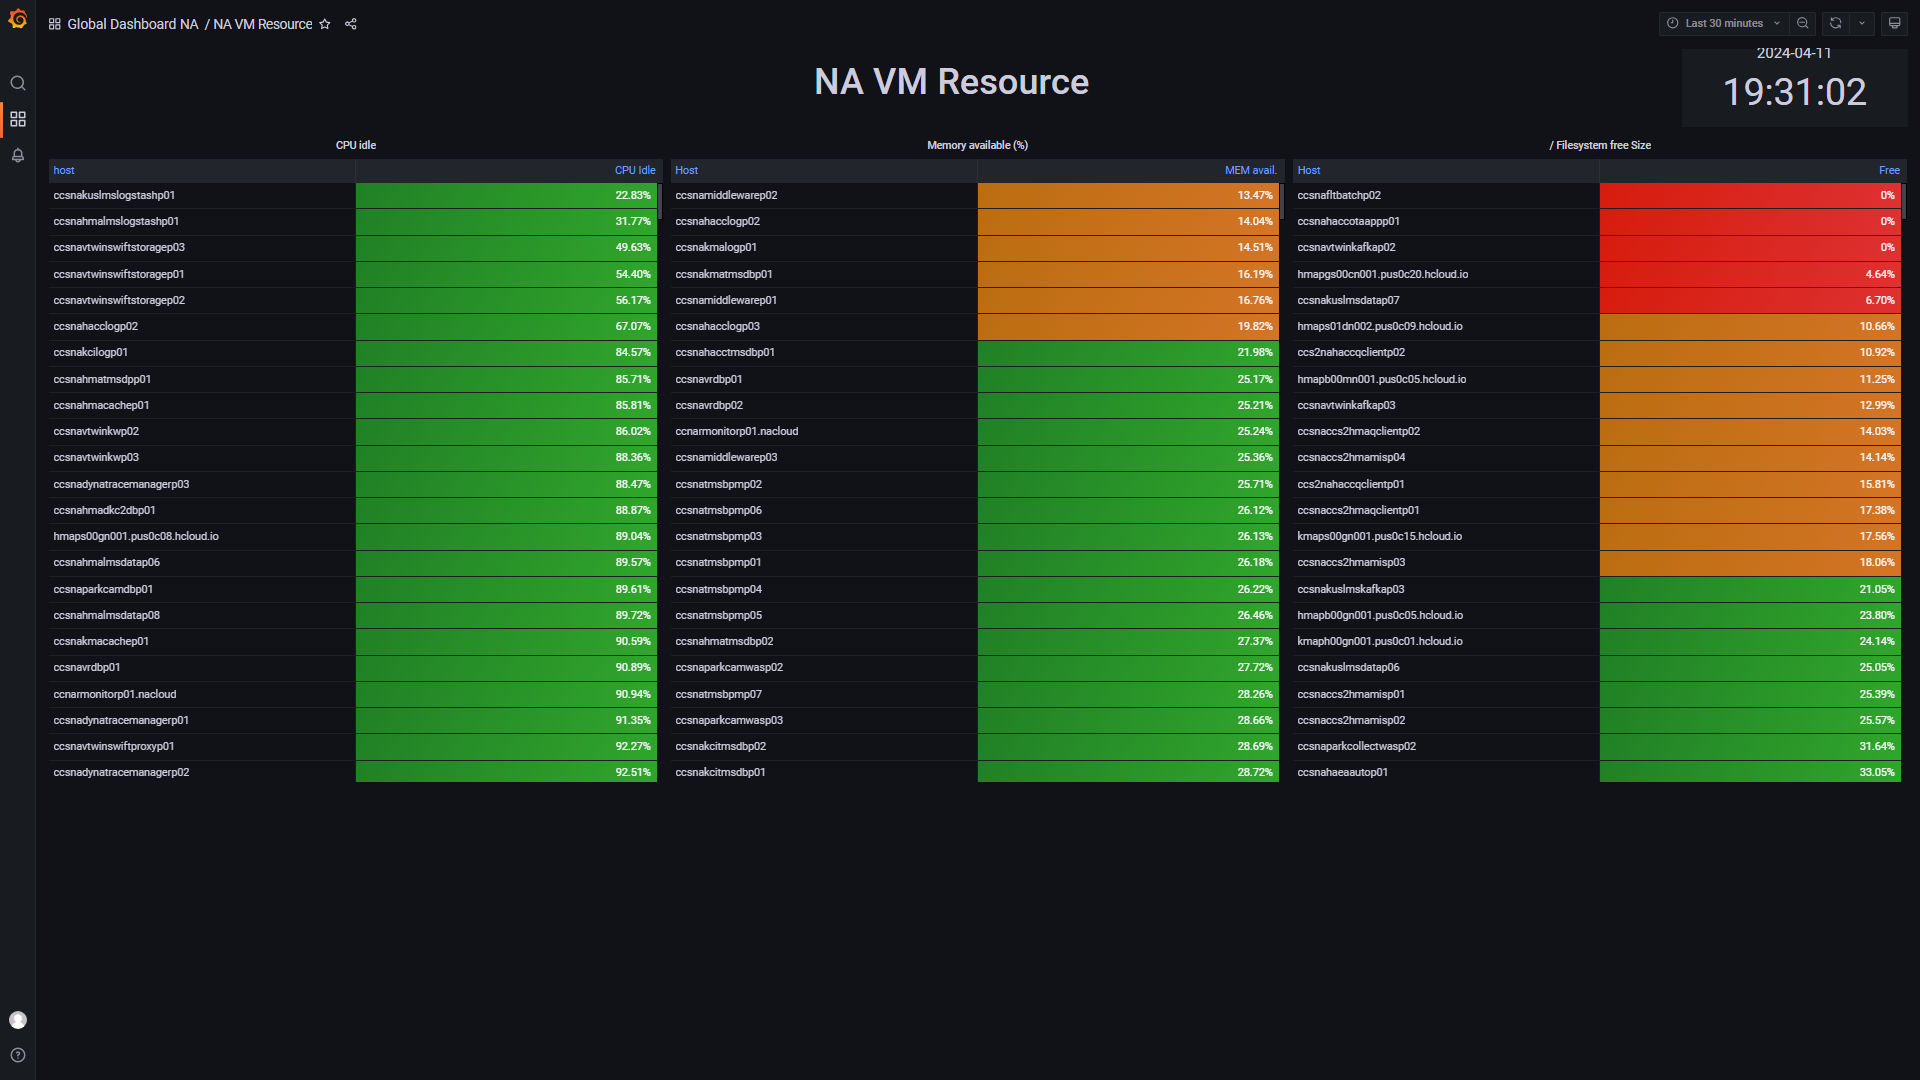 Global Dashboard NA / NA VM Resource
Last 30 minutes
NA VM Resource
2024-04-11
19:31:02
CPU idle
host CPU Idle
ccsnakuslmslogstashp01 22.83%
ccsnahmalmslogstashp01 31.77%
ccsnavtwinswiftstoragep03 49.63%
ccsnavtwinswiftstoragep01 54.40%
ccsnavtwinswiftstoragep02 56.17%
ccsnahacclogp02 67.07%
ccsnakcilogp01 84.57%
ccsnahmatmsdpp01 85.71%
ccsnahmacachep01 85.81%
ccsnavtwinkwp02 86.02%
ccsnavtwinkwp03 88.36%
ccsnadynatracemanagerp03 88.47%
ccsnahmadkc2dbp01 88.87%
hmaps00gn001.pus0c08.hcloud.io 89.04%
ccsnahmalmsdatap06 89.57%
ccsnaparkcamdbp01 89.61%
ccsnahmalmsdatap08 89.72%
ccsnakmacachep01 90.59%
ccsnavrdbp01 90.89%
ccnarmonitorp01.nacloud 90.94%
ccsnadynatracemanagerp01 91.35%
ccsnavtwinswiftproxyp01 92.27%
ccsnadynatracemanagerp02 92.51%
Memory available (%)
Host MEM avail.
ccsnamiddlewarep02 13.47%
ccsnahacclogp02 14.04%
ccsnakmalogp01 14.51%
ccsnakmatmsdbp01 16.19%
ccsnamiddlewarep01 16.76%
ccsnahacclogp03 19.82%
ccsnahacctmsdbp01 21.98%
ccsnavrdbp01 25.17%
ccsnavrdbp02 25.21%
ccnarmonitorp01.nacloud 25.24%
ccsnamiddlewarep03 25.36%
ccsnatmsbpmp02 25.71%
ccsnatmsbpmp06 26.12%
ccsnatmsbpmp03 26.13%
ccsnatmsbpmp01 26.18%
ccsnatmsbpmp04 26.22%
ccsnatmsbpmp05 26.46%
ccsnahmatmsdbp02 27.37%
ccsnaparkcamwasp02 27.72%
ccsnatmsbpmp07 28.26%
ccsnaparkcamwasp03 28.66%
ccsnakcitmsdbp02 28.69%
ccsnakcitmsdbp01 28.72%
/ Filesystem free Size
Host Free
ccsnafltbatchp02 0%
ccsnahaccotaappp01 0%
ccsnavtwinkafkap02 0%
hmapgs00cn001.pus0c20.hcloud.io 4.64%
ccsnakuslmsdatap07 6.70%
hmaps01dn002.pus0c09.hcloud.io 10.66%
ccs2nahaccqclientp02 10.92%
hmapb00mn001.pus0c05.hcloud.io 11.25%
ccsnavtwinkafkap03 12.99%
ccsnaccs2hmaqclientp02 14.03%
ccsnaccs2hmamisp04 14.14%
ccs2nahaccqclientp01 15.81%
ccsnaccs2hmaqclientp01 17.38%
kmaps00gn001.pus0c15.hcloud.io 17.56%
ccsnaccs2hmamisp03 18.06%
ccsnakuslmskafkap03 21.05%
hmapb00gn001.pus0c05.hcloud.io 23.80%
kmaph00gn001.pus0c01.hcloud.io 24.14%
ccsnakuslmsdatap06 25.05%
ccsnaccs2hmamisp01 25.39%
ccsnaccs2hmamisp02 25.57%
ccsnaparkcollectwasp02 31.64%
ccsnahaeaautop01 33.05%